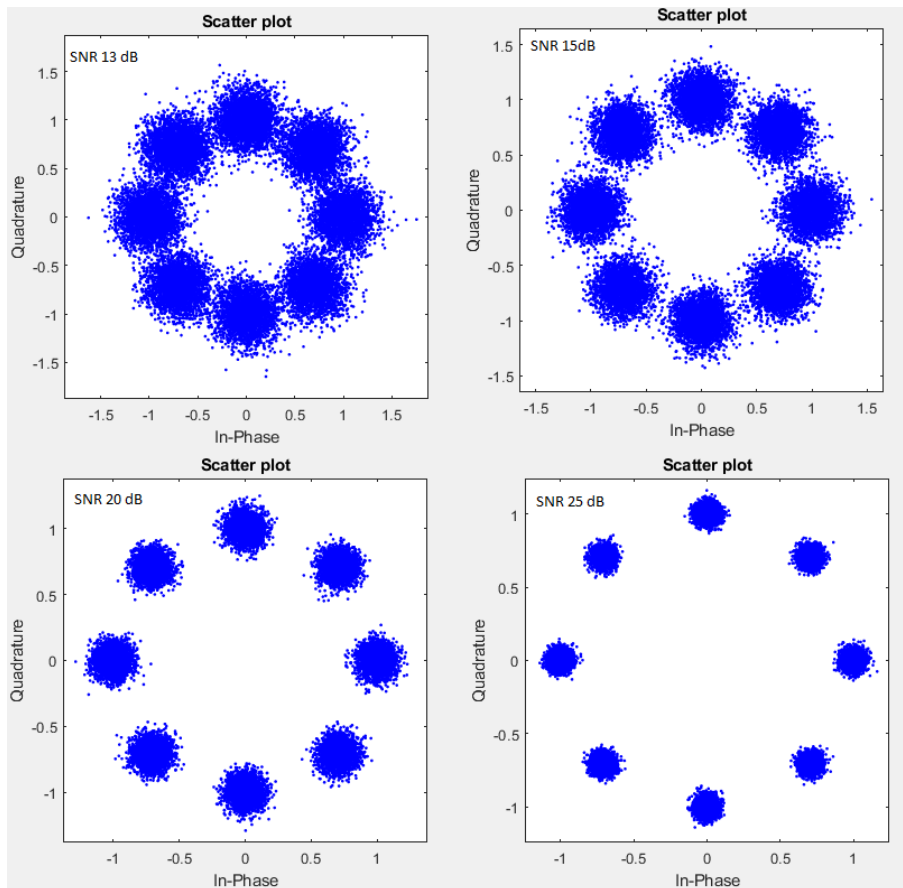 Scatter plot
SNR 13 dB
1.5
1
0.5
0
-0.5
-1
-1.5
Quadrature
-1.5 -1 -0.5 0 0.5 1 1.5
In-Phase
Scatter plot
SNR 15dB
1.5
1
0.5
0
-0.5
-1
-1.5
Quadrature
-1.5 -1 -0.5 0 0.5 1 1.5
In-Phase
Scatter plot
SNR 20 dB
1
0.5
0
-0.5
-1
Quadrature
-1 -0.5 0 0.5 1
In-Phase
Scatter plot
SNR 25 dB
1
0.5
0
-0.5
-1
Quadrature
-1 -0.5 0 0.5 1
In-Phase